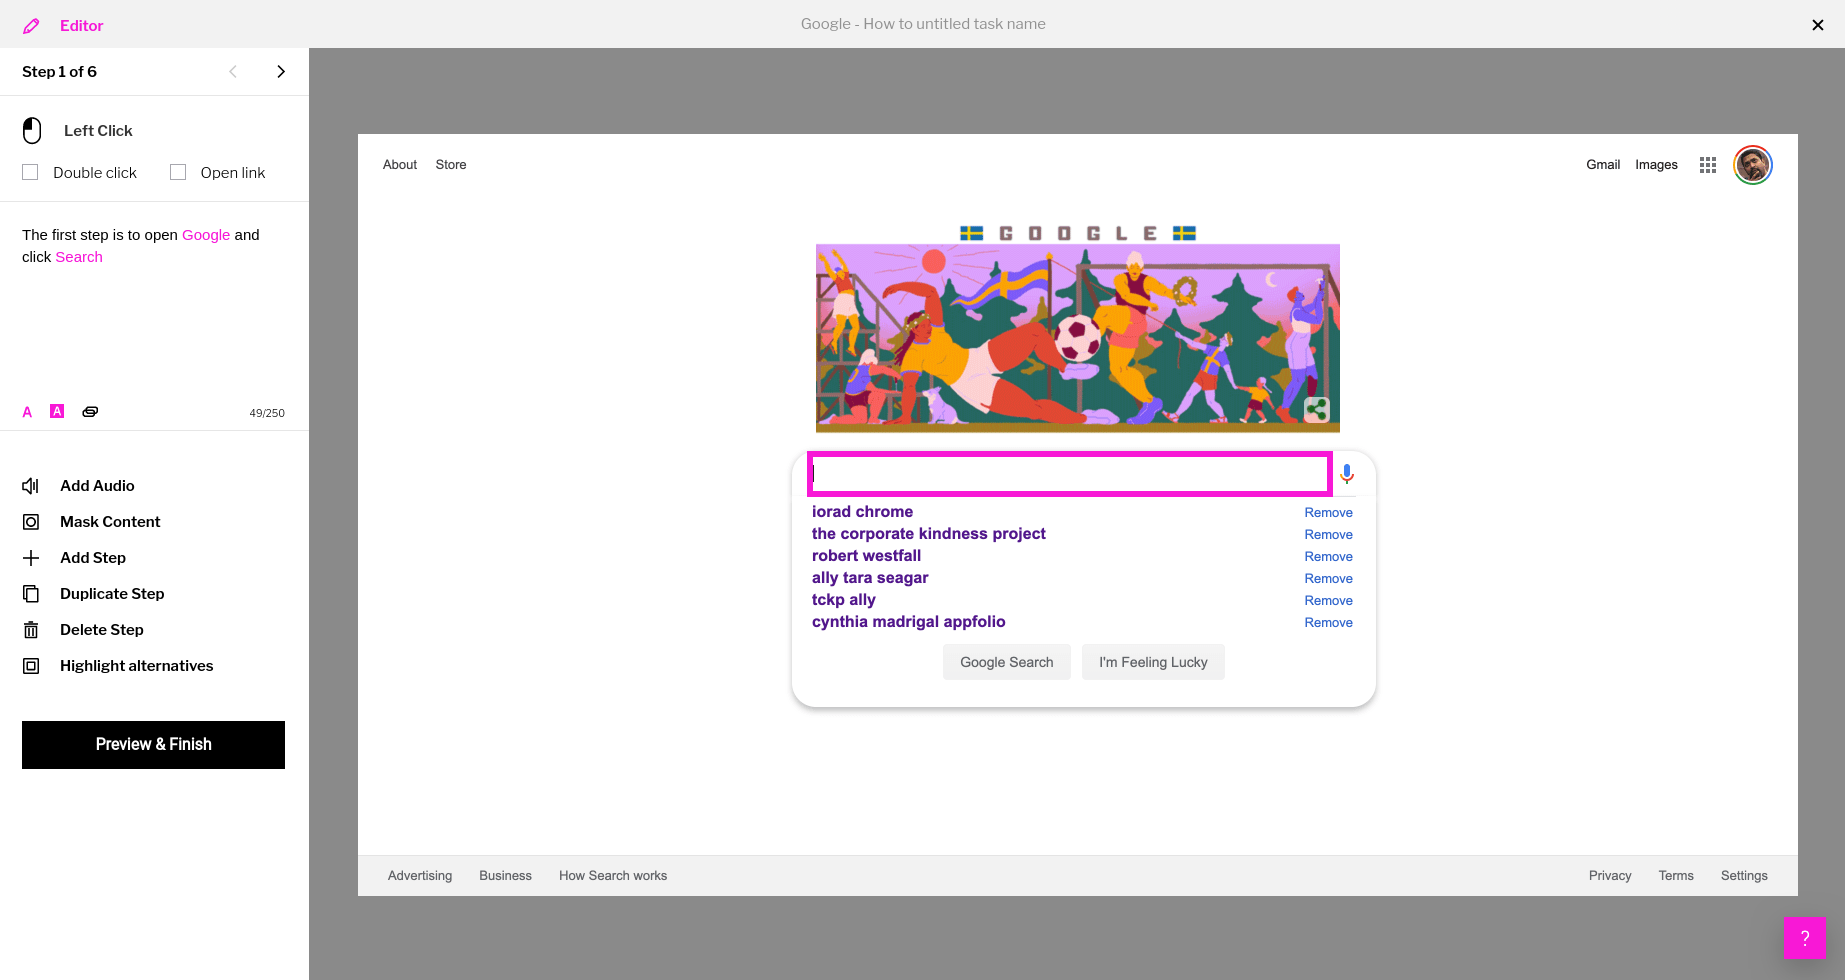 Editor
Google - How to untitled task name
Step 1 of 6
Left Click
Double click
Open link
The first step is to open Google and
click Search
A
A
49/250
Add Audio
Mask Content
Add Step
Duplicate Step
Delete Step
Highlight alternatives
Preview & Finish
About Store
Gmail Images
GOOGLE
iorad chrome Remove
the corporate kindness project Remove
robert westfall Remove
ally tara seagar Remove
tckp ally Remove
cynthia madrigal appfolio Remove
Google Search I'm Feeling Lucky
Advertising Business How Search works
Privacy Terms Settings
?